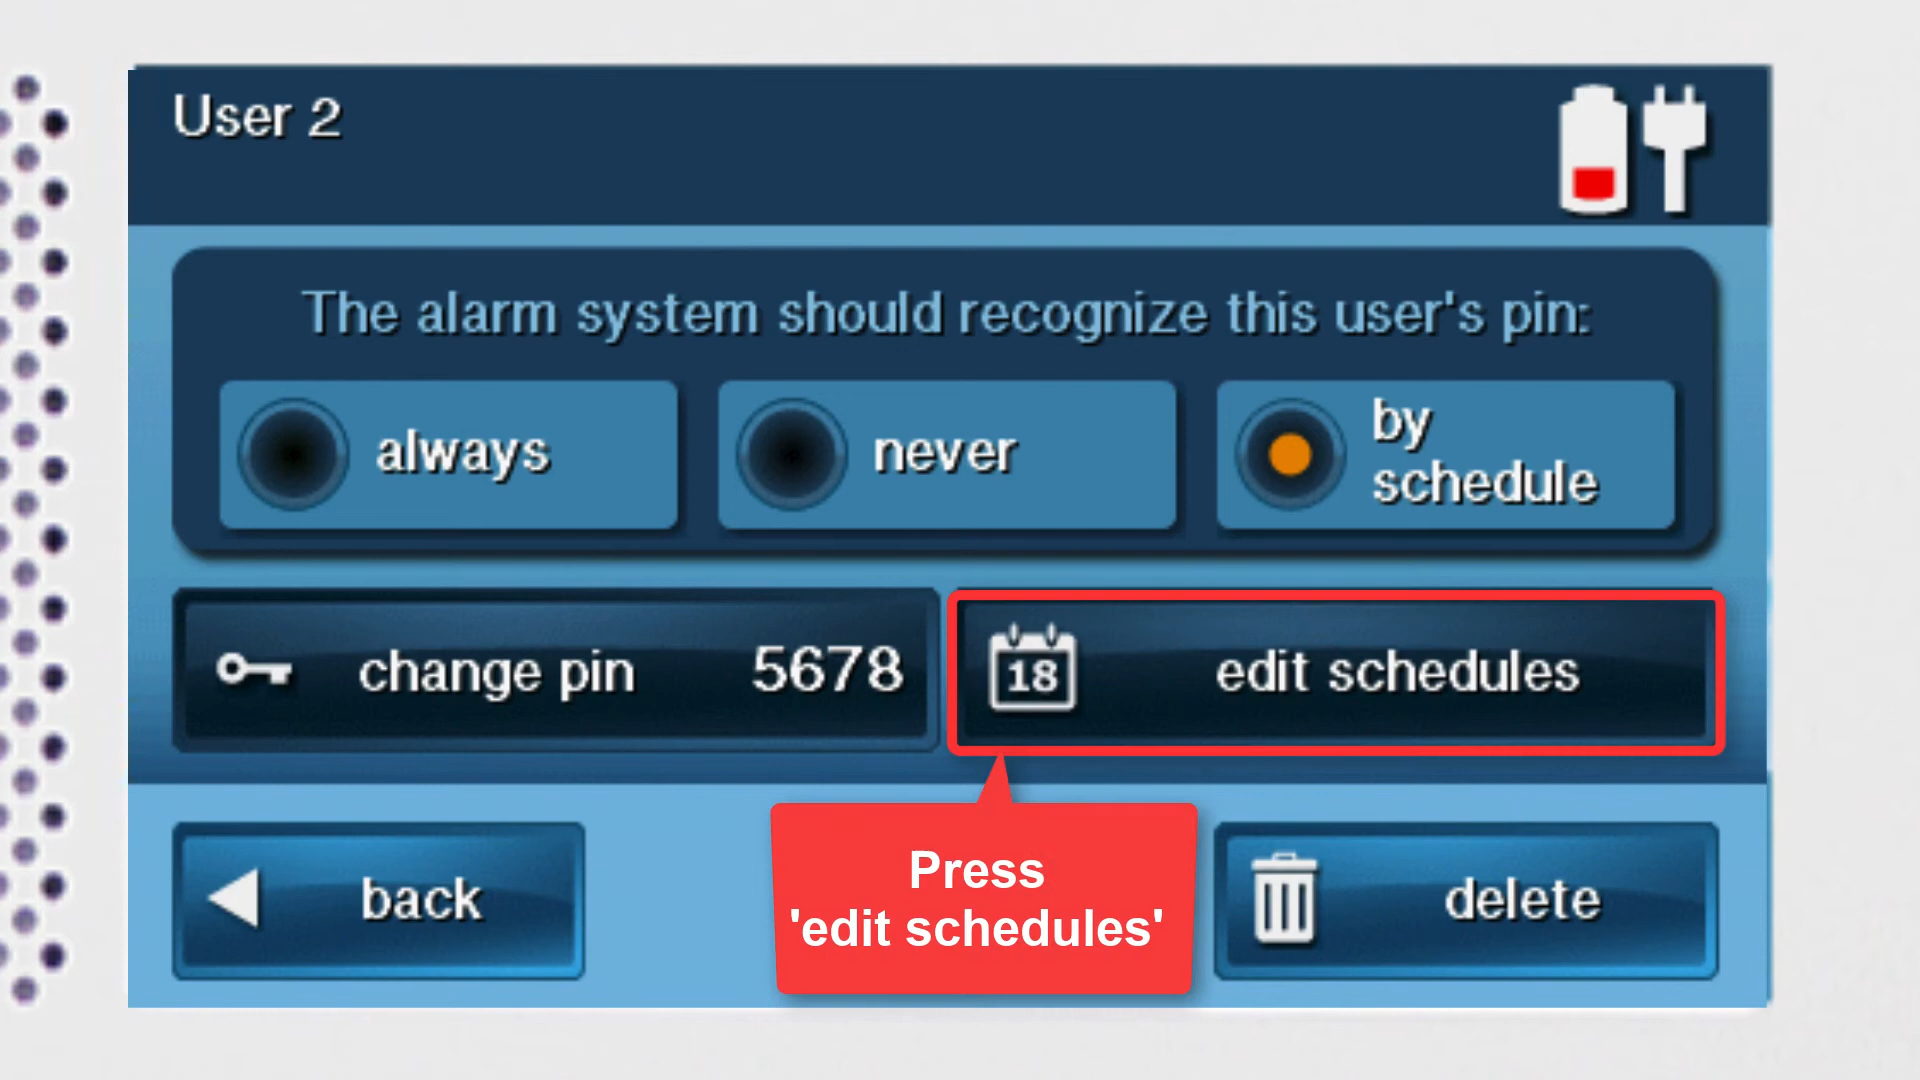 User 2
The alarm system should recognize this user's pin:
always
never
by
schedule
change pin 5678
18
edit schedules
Press
'edit schedules'
back
delete